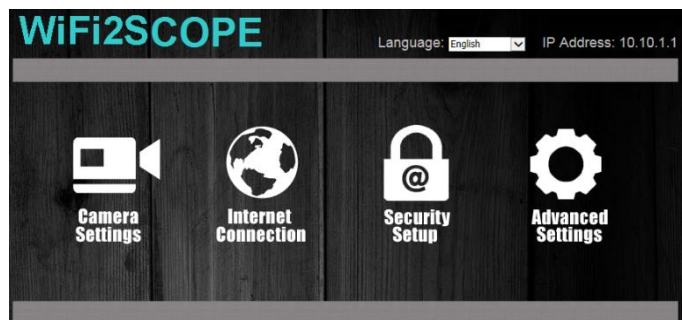 WiFi2SCOPE
Language: English IP Address: 10.10.1.1
Camera Settings
Internet Connection
@
Security Setup
Advanced Settings